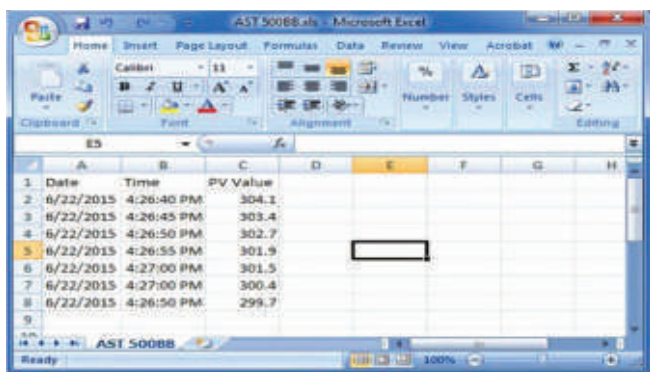 AST 500BB.xls - Microsoft Excel
Home Insert Page Layout Formulas Data Review View Acrobat
Calibri 11
Paste B I U A A Number Styles Cells
Clipboard Font Alignment Editing
E5 fx
A B C D E F G H
1 Date Time PV Value
2 6/22/2015 4:26:40 PM 304.1
3 6/22/2015 4:26:45 PM 303.4
4 6/22/2015 4:26:50 PM 302.7
5 6/22/2015 4:26:55 PM 301.9
6 6/22/2015 4:27:00 PM 301.5
7 6/22/2015 4:27:00 PM 300.4
8 6/22/2015 4:26:50 PM 299.7
9
AST 500BB
Ready 100%